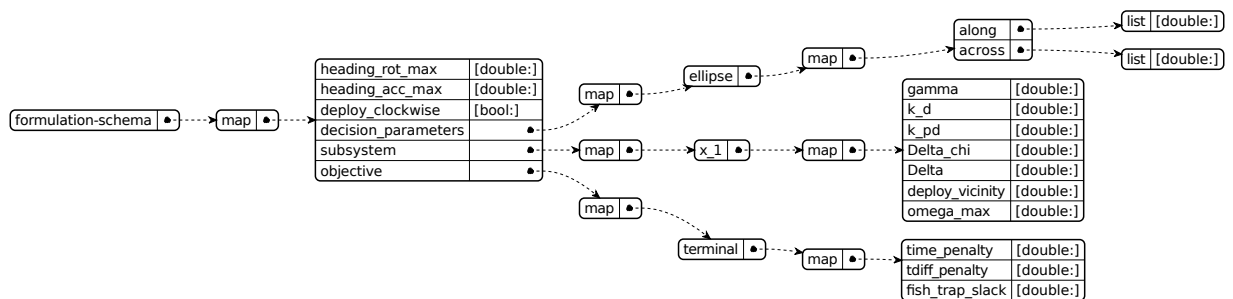 formulation-schema
map
heading_rot_max [double:]
heading_acc_max [double:]
deploy_clockwise [bool:]
decision_parameters
subsystem
objective
map
ellipse
map
along
across
list [double:]
list [double:]
map
x_1
map
gamma [double:]
k_d [double:]
k_pd [double:]
Delta_chi [double:]
Delta [double:]
deploy_vicinity [double:]
omega_max [double:]
map
terminal
map
time_penalty [double:]
tdiff_penalty [double:]
fish_trap_slack [double:]